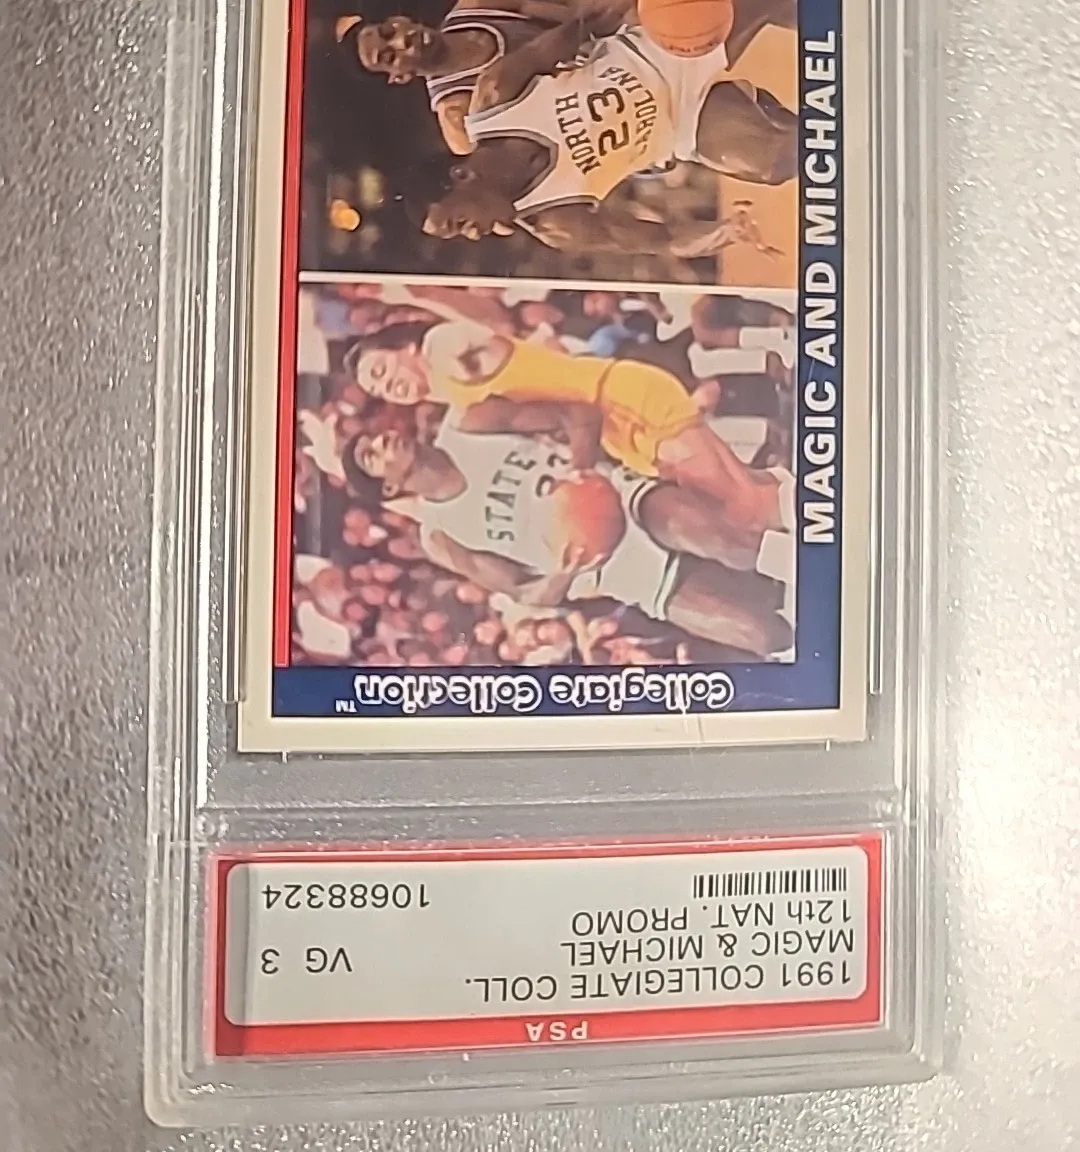 PSA
1991 COLLEGIATE COLL.
MAGIC & MICHAEL
VG 3
12th NAT. PROMO
10688324
Collegiate Collection™
MAGIC AND MICHAEL
STATE
NORTH
23
CAROLINA